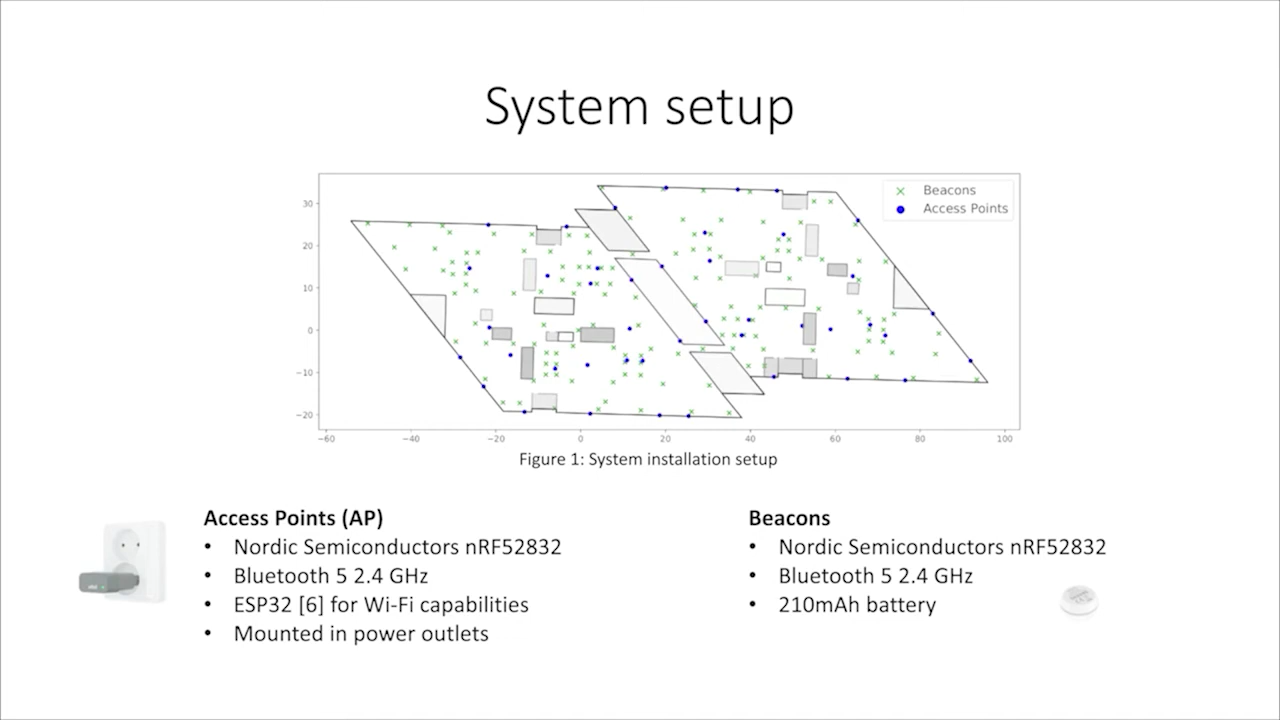 System setup
Beacons
Access Points
30
20
10
0
−10
−20
−60
−40
−20
0
20
40
60
80
100
Figure 1: System installation setup
Access Points (AP)
• Nordic Semiconductors nRF52832
• Bluetooth 5 2.4 GHz
• ESP32 [6] for Wi-Fi capabilities
• Mounted in power outlets
Beacons
• Nordic Semiconductors nRF52832
• Bluetooth 5 2.4 GHz
• 210mAh battery